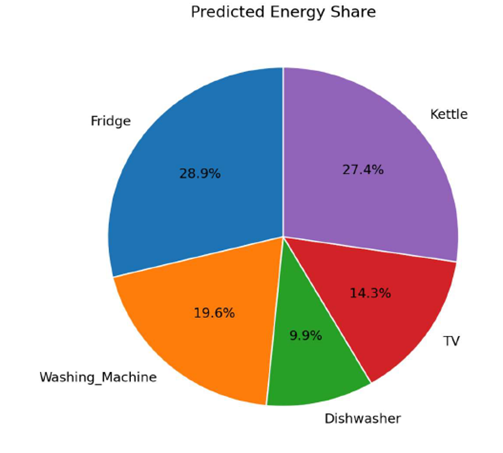 Predicted Energy Share
Fridge
Kettle
28.9%
27.4%
14.3%
19.6%
9.9%
TV
Washing_Machine
Dishwasher